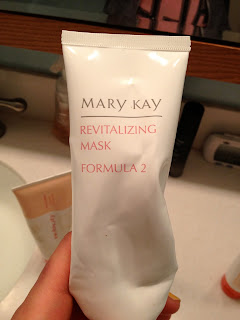 MARY KAY
REVITALIZING
MASK
FORMULA 2